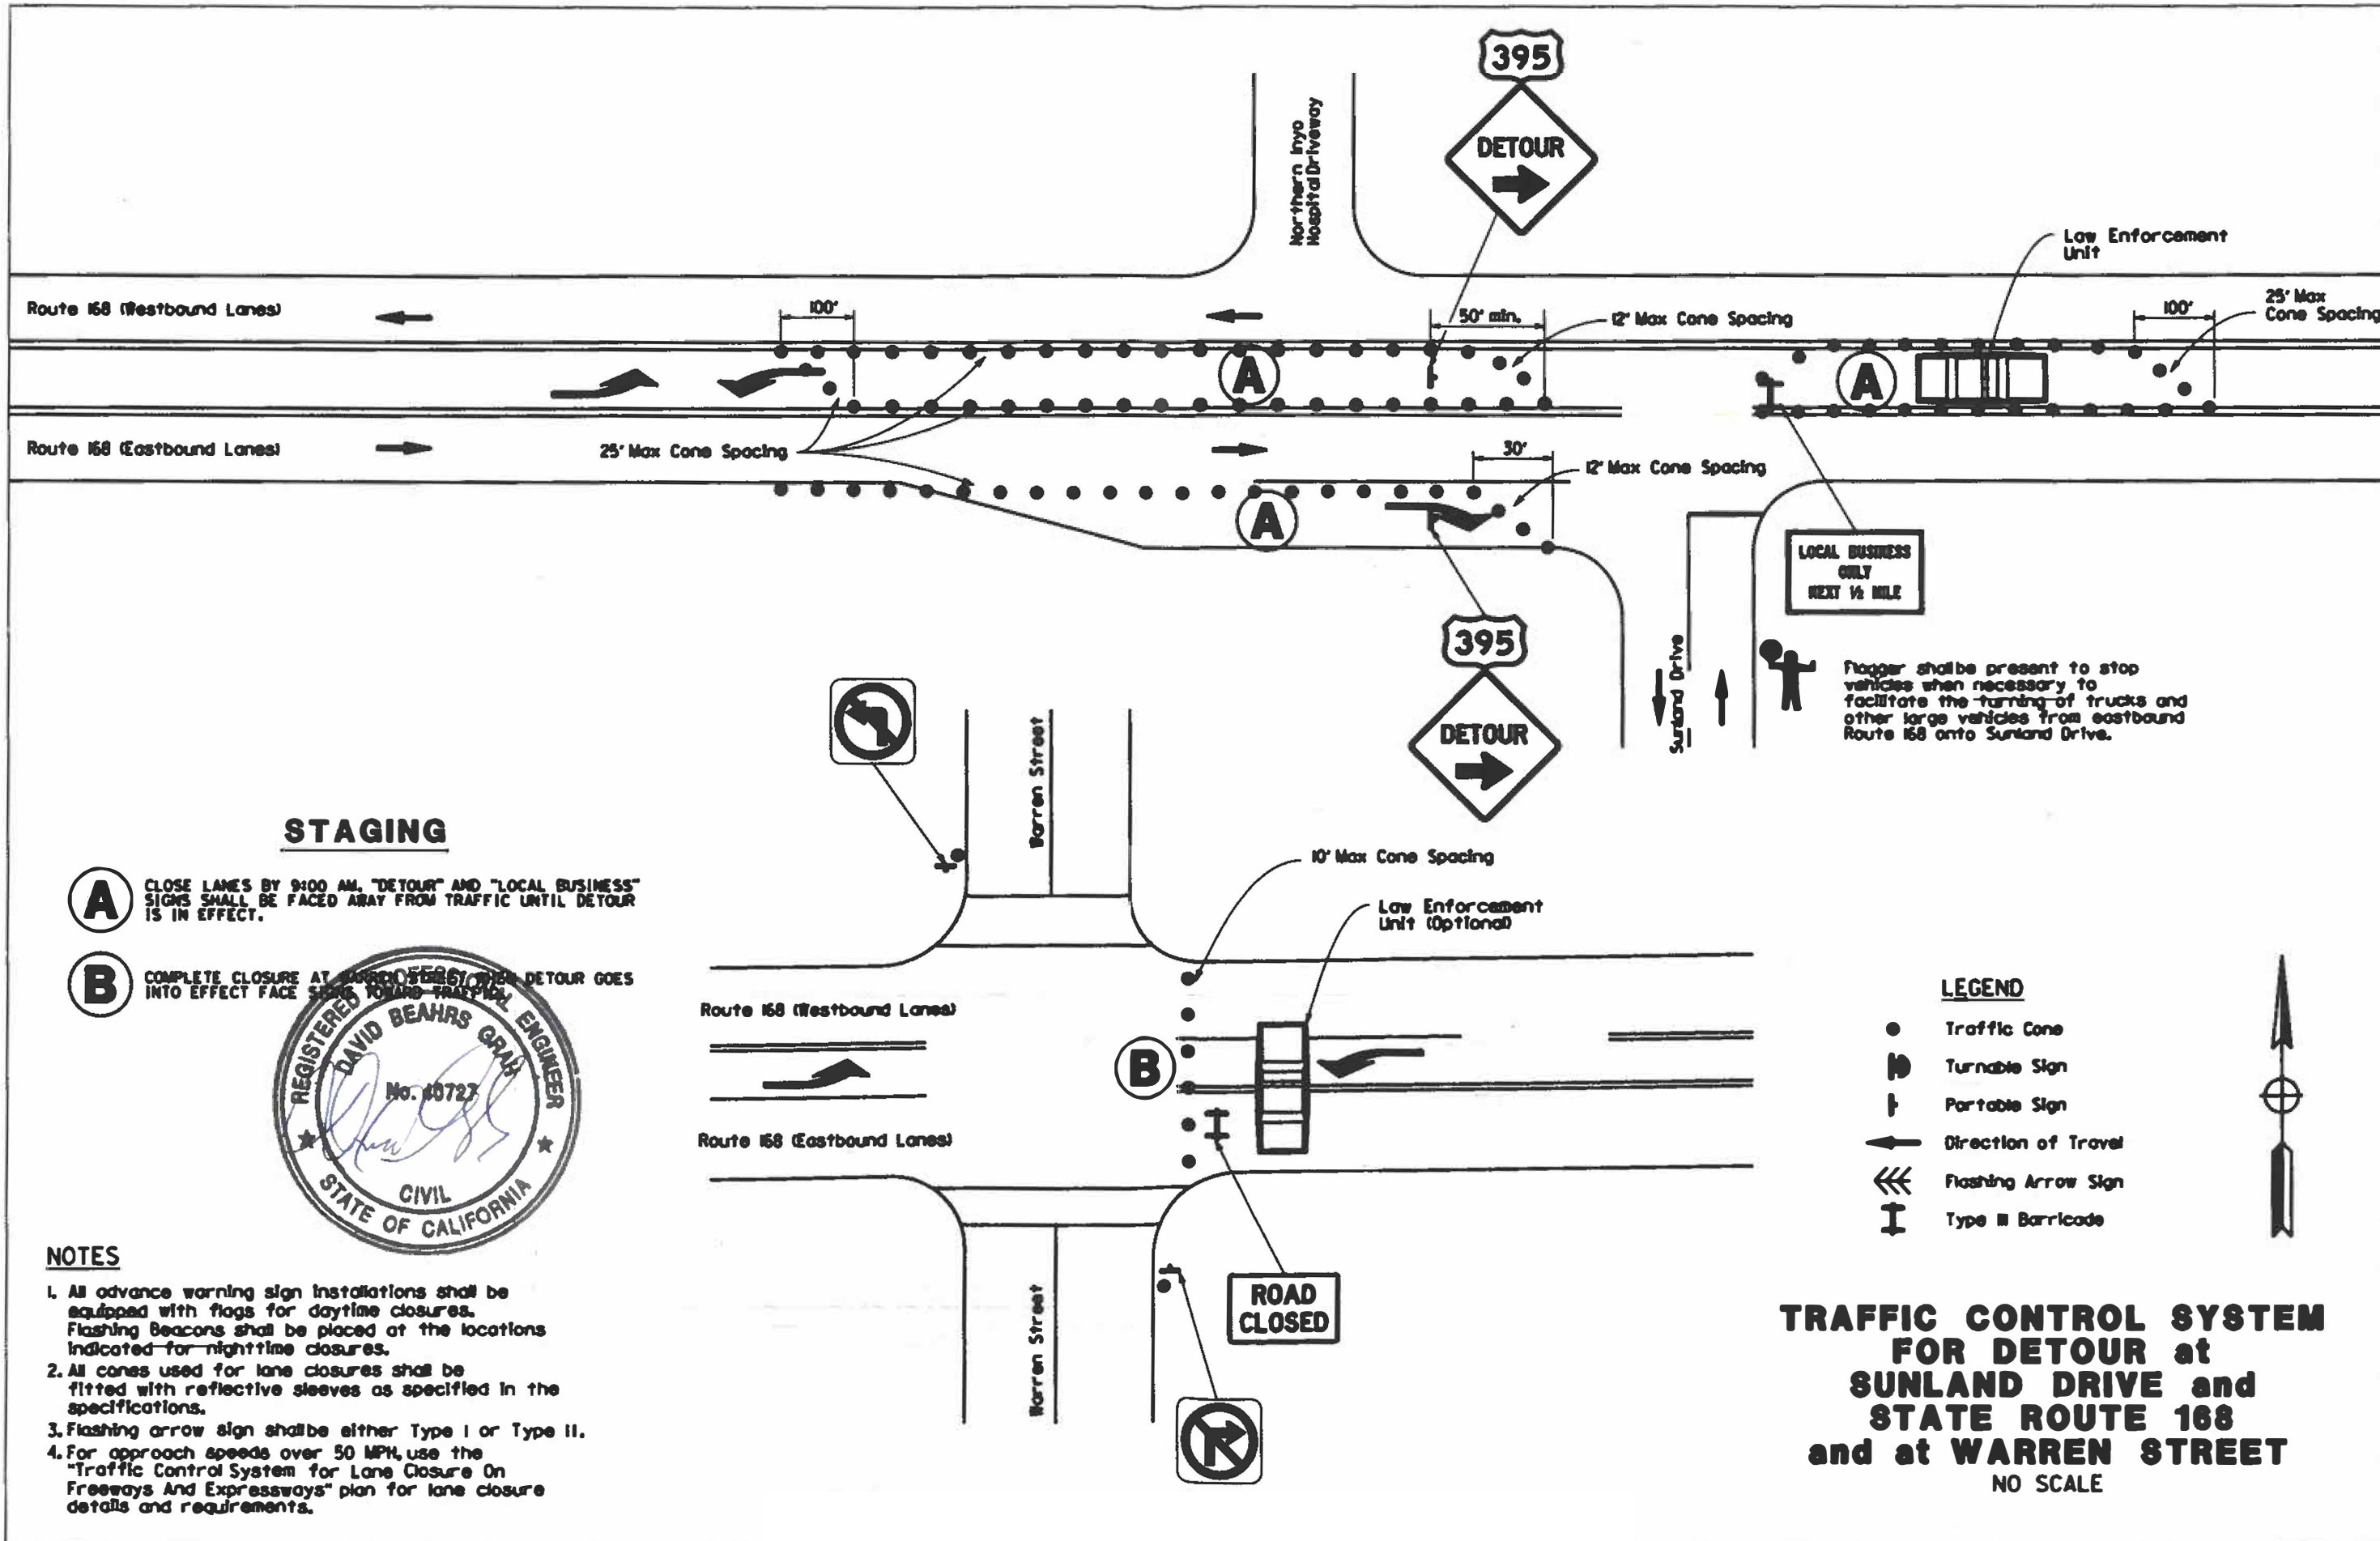 395
DETOUR
Northern Inyo
Hospital Driveway
Law Enforcement
Unit
Route 168 (Westbound Lanes)
100'
50' min.
12' Max Cone Spacing
100'
25' Max
Cone Spacing
A
A
Route 168 (Eastbound Lanes)
25' Max Cone Spacing
30'
12' Max Cone Spacing
A
LOCAL BUSINESS
ONLY
NEXT ½ MILE
395
DETOUR
Sunland Drive
Flagger shall be present to stop
vehicles when necessary to
facilitate the turning of trucks and
other large vehicles from eastbound
Route 168 onto Sunland Drive.
Warren Street
STAGING
A
CLOSE LANES BY 9:00 AM. "DETOUR" AND "LOCAL BUSINESS"
SIGNS SHALL BE FACED AWAY FROM TRAFFIC UNTIL DETOUR
IS IN EFFECT.
B
COMPLETE CLOSURE AT WARREN STREET WHEN DETOUR GOES
INTO EFFECT FACE SIGNS TOWARD TRAFFIC.
REGISTERED PROFESSIONAL ENGINEER
DAVID BEAHRS GRAH
No. 40727
CIVIL
STATE OF CALIFORNIA
10' Max Cone Spacing
Law Enforcement
Unit (Optional)
Route 168 (Westbound Lanes)
B
Route 168 (Eastbound Lanes)
Warren Street
ROAD
CLOSED
LEGEND
Traffic Cone
Turnable Sign
Portable Sign
Direction of Travel
Flashing Arrow Sign
Type III Barricade
NOTES
1. All advance warning sign installations shall be
equipped with flags for daytime closures.
Flashing Beacons shall be placed at the locations
indicated for nighttime closures.
2. All cones used for lane closures shall be
fitted with reflective sleeves as specified in the
specifications.
3. Flashing arrow sign shall be either Type I or Type II.
4. For approach speeds over 50 MPH, use the
"Traffic Control System for Lane Closure On
Freeways And Expressways" plan for lane closure
details and requirements.
TRAFFIC CONTROL SYSTEM
FOR DETOUR at
SUNLAND DRIVE and
STATE ROUTE 168
and at WARREN STREET
NO SCALE